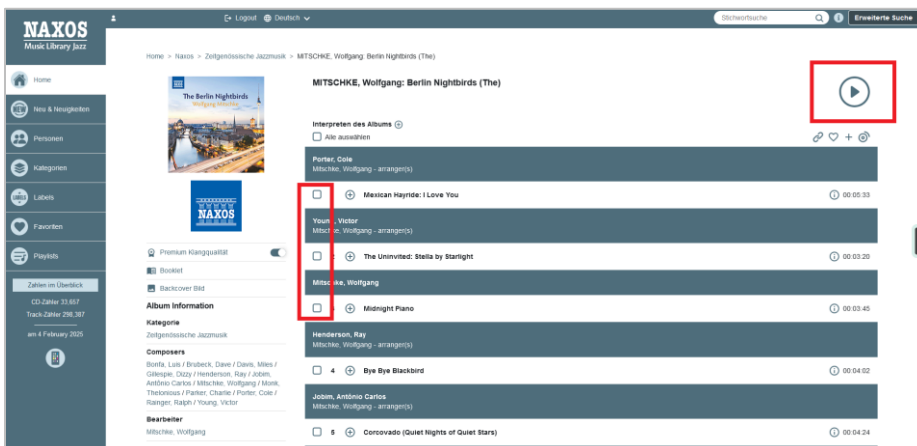 NAXOS
Music Library Jazz
Logout Deutsch
Stichwortsuche
Erweiterte Suche
Home > Naxos > Zeitgenössische Jazzmusik > MITSCHKE, Wolfgang: Berlin Nightbirds (The)
Home
Neu & Neuigkeiten
Personen
Kategorien
Labels
Favoriten
Playlists
Zahlen im Überblick
CD-Zähler 33,657
Track-Zähler 298,387
am 4 February 2025
The Berlin Nightbirds
Wolfgang Mitschke
NAXOS
Premium Klangqualität
Booklet
Backcover Bild
Album Information
Kategorie
Zeitgenössische Jazzmusik
Composers
Bonfá, Luis / Brubeck, Dave / Davis, Miles /
Gillespie, Dizzy / Henderson, Ray / Jobim,
Antônio Carlos / Mitschke, Wolfgang / Monk,
Thelonious / Parker, Charlie / Porter, Cole /
Rainger, Ralph / Young, Victor
Bearbeiter
Mitschke, Wolfgang
MITSCHKE, Wolfgang: Berlin Nightbirds (The)
Interpreten des Albums
Alle auswählen
Porter, Cole
Mitschke, Wolfgang - arranger(s)
Mexican Hayride: I Love You 00:05:33
Young, Victor
Mitschke, Wolfgang - arranger(s)
The Uninvited: Stella by Starlight 00:03:20
Mitschke, Wolfgang
Midnight Piano 00:03:45
Henderson, Ray
Mitschke, Wolfgang - arranger(s)
4 Bye Bye Blackbird 00:04:02
Jobim, Antônio Carlos
Mitschke, Wolfgang - arranger(s)
5 Corcovado (Quiet Nights of Quiet Stars) 00:04:24